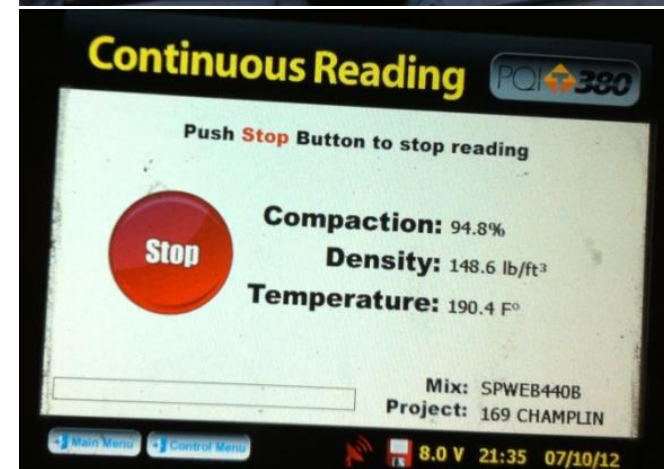 Continuous Reading PQI T 380
Push Stop Button to stop reading
Stop
Compaction: 94.8%
Density: 148.6 lb/ft³
Temperature: 190.4 F°
Mix: SPWEB440B
Project: 169 CHAMPLIN
Main Menu Control Menu 8.0 V 21:35 07/10/12